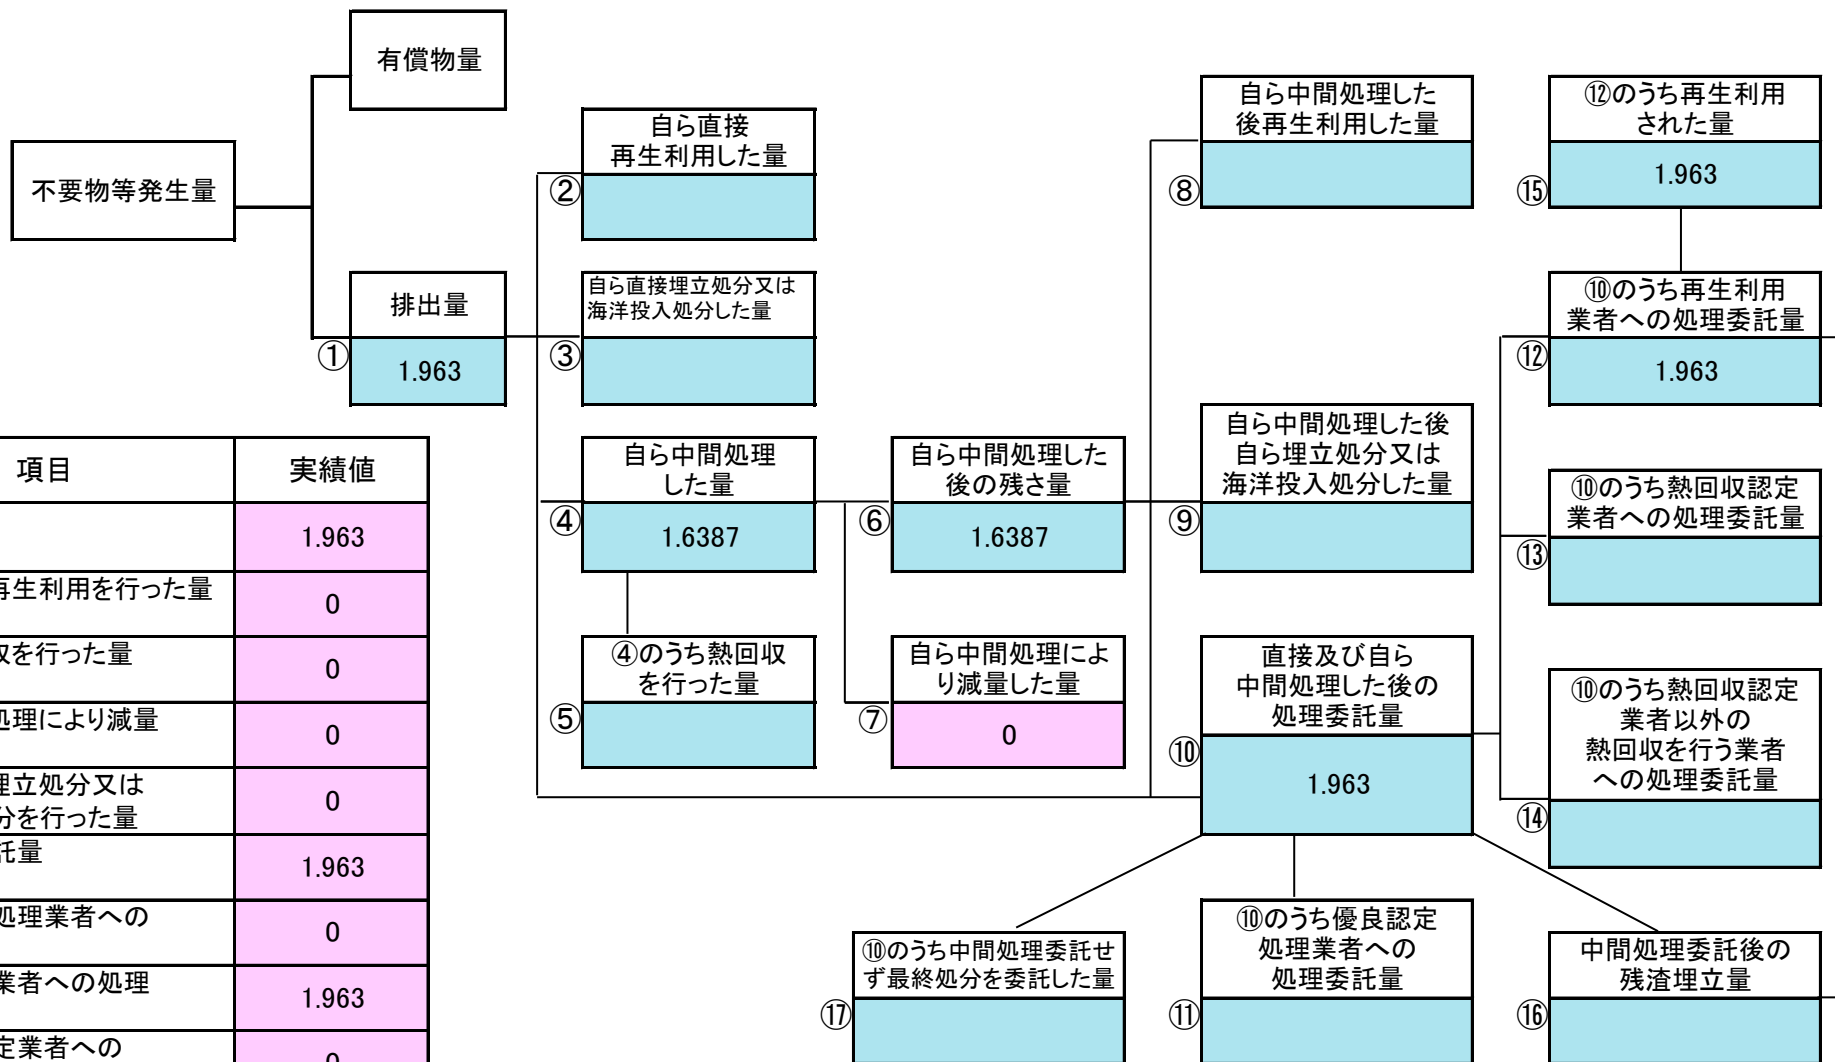 有償物量
不要物等発生量
排出量
①
1.963
自ら直接
再生利用した量
②
自ら直接埋立処分又は
海洋投入処分した量
③
自ら中間処理
した量
④
1.6387
④のうち熱回収
を行った量
⑤
自ら中間処理した
後の残さ量
⑥
1.6387
自ら中間処理によ
り減量した量
⑦
0
自ら中間処理した
後再生利用した量
⑧
自ら中間処理した後
自ら埋立処分又は
海洋投入処分した量
⑨
直接及び自ら
中間処理した後の
処理委託量
⑩
1.963
⑫のうち再生利用
された量
⑮
1.963
⑩のうち再生利用
業者への処理委託量
⑫
1.963
⑩のうち熱回収認定
業者への処理委託量
⑬
⑩のうち熱回収認定
業者以外の
熱回収を行う業者
への処理委託量
⑭
⑩のうち中間処理委託せ
ず最終処分を委託した量
⑰
⑩のうち優良認定
処理業者への
処理委託量
⑪
中間処理委託後の
残渣埋立量
⑯
項目
実績値
1.963
再生利用を行った量
0
を行った量
0
処理により減量
0
埋立処分又は
分を行った量
0
託量
1.963
処理業者への
0
業者への処理
1.963
定業者への
0